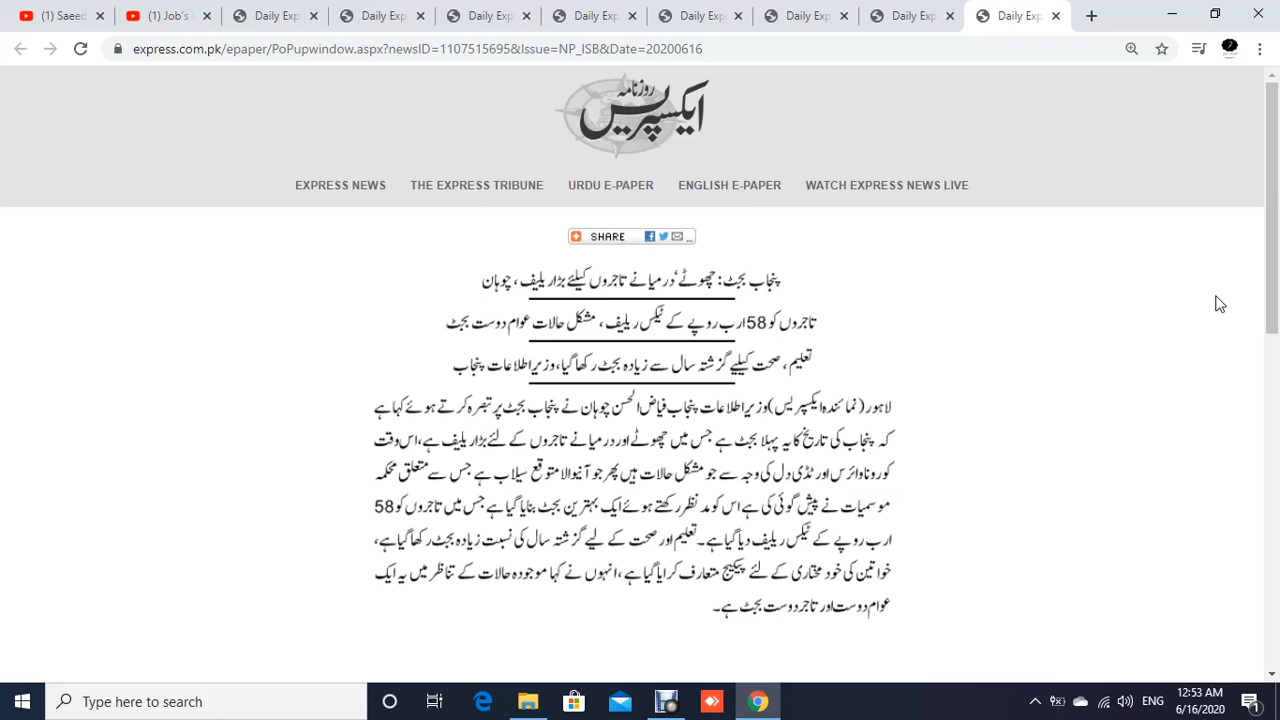 (1) Saeed
(1) Job's
Daily Exp
Daily Exp
Daily Exp
Daily Exp
Daily Exp
Daily Exp
Daily Exp
Daily Exp
express.com.pk/epaper/PoPupwindow.aspx?newsID=1107515695&Issue=NP_ISB&Date=20200616
روزنامہ
ایکسپریس
EXPRESS NEWS THE EXPRESS TRIBUNE URDU E-PAPER ENGLISH E-PAPER WATCH EXPRESS NEWS LIVE
SHARE ...
پنجاب بجٹ: چھوٹے‘ درمیانے تاجروں کیلئے بڑا ریلیف، چوہان
تاجروں کو 58 ارب روپے کے ٹیکس ریلیف، مشکل حالات عوام دوست بجٹ
تعلیم، صحت کیلیے گزشتہ سال سے زیادہ بجٹ رکھا گیا، وزیر اطلاعات پنجاب
لاہور (نمائندہ ایکسپریس) وزیر اطلاعات پنجاب فیاض الحسن چوہان نے پنجاب بجٹ پر تبصرہ کرتے ہوئے کہا ہے
کہ پنجاب کی تاریخ کا یہ پہلا بجٹ ہے جس میں چھوٹے اور درمیانے تاجروں کے لئے بڑا ریلیف ہے، اس وقت
کورونا وائرس اور ٹڈی دل کی وجہ سے جو مشکل حالات ہیں پھر جو آنیوالا متوقع سیلاب ہے جس سے متعلق محکمہ
موسمیات نے پیش گوئی کی ہے اس کو مد نظر رکھتے ہوئے ایک بہترین بجٹ بنایا گیا ہے جس میں تاجروں کو 58
ارب روپے کے ٹیکس ریلیف دیا گیا ہے۔ تعلیم اور صحت کے لیے گزشتہ سال کی نسبت زیادہ بجٹ رکھا گیا ہے،
خواتین کی خود مختاری کے لئے پیکیج متعارف کرایا گیا ہے، انہوں نے کہا موجودہ حالات کے تناظر میں یہ ایک
عوام دوست اور تاجر دوست بجٹ ہے۔
Type here to search
ENG
12:53 AM
6/16/2020
1